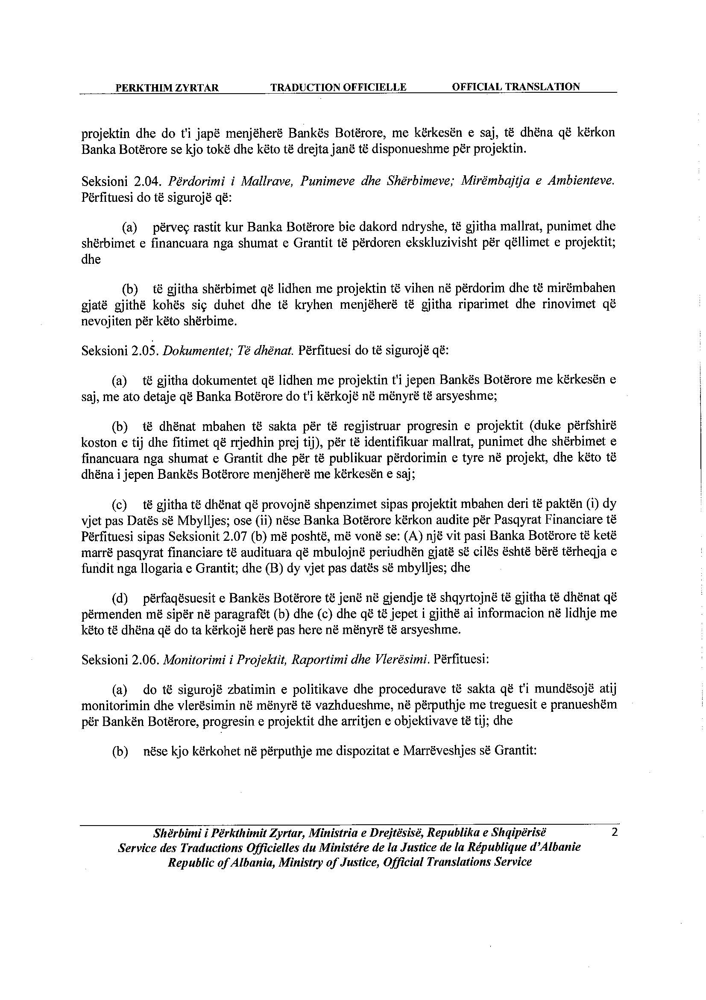 PERKTHIM ZYRTAR TRADUCTION OFFICIELLE OFFICIAL TRANSLATION
projektin dhe do t'i japë menjëherë Bankës Botërore, me kërkesën e saj, të dhëna që kërkon
Banka Botërore se kjo tokë dhe këto të drejta janë të disponueshme për projektin.
Seksioni 2.04. Përdorimi i Mallrave, Punimeve dhe Shërbimeve; Mirëmbajtja e Ambienteve.
Përfituesi do të sigurojë që:
(a) përveç rastit kur Banka Botërore bie dakord ndryshe, të gjitha mallrat, punimet dhe
shërbimet e financuara nga shumat e Grantit të përdoren ekskluzivisht për qëllimet e projektit;
dhe
(b) të gjitha shërbimet që lidhen me projektin të vihen në përdorim dhe të mirëmbahen
gjatë gjithë kohës siç duhet dhe të kryhen menjëherë të gjitha riparimet dhe rinovimet që
nevojiten për këto shërbime.
Seksioni 2.05. Dokumentet; Të dhënat. Përfituesi do të sigurojë që:
(a) të gjitha dokumentet që lidhen me projektin t'i jepen Bankës Botërore me kërkesën e
saj, me ato detaje që Banka Botërore do t'i kërkojë në mënyrë të arsyeshme;
(b) të dhënat mbahen të sakta për të regjistruar progresin e projektit (duke përfshirë
koston e tij dhe fitimet që rrjedhin prej tij), për të identifikuar mallrat, punimet dhe shërbimet e
financuara nga shumat e Grantit dhe për të publikuar përdorimin e tyre në projekt, dhe këto të
dhëna i jepen Bankës Botërore menjëherë me kërkesën e saj;
(c) të gjitha të dhënat që provojnë shpenzimet sipas projektit mbahen deri të paktën (i) dy
vjet pas Datës së Mbylljes; ose (ii) nëse Banka Botërore kërkon audite për Pasqyrat Financiare të
Përfituesi sipas Seksionit 2.07 (b) më poshtë, më vonë se: (A) një vit pasi Banka Botërore të ketë
marrë pasqyrat financiare të audituara që mbulojnë periudhën gjatë së cilës është bërë tërheqja e
fundit nga llogaria e Grantit; dhe (B) dy vjet pas datës së mbylljes; dhe
(d) përfaqësuesit e Bankës Botërore të jenë në gjendje të shqyrtojnë të gjitha të dhënat që
përmenden më sipër në paragrafët (b) dhe (c) dhe që të jepet i gjithë ai informacion në lidhje me
këto të dhëna që do ta kërkojë herë pas here në mënyrë të arsyeshme.
Seksioni 2.06. Monitorimi i Projektit, Raportimi dhe Vlerësimi. Përfituesi:
(a) do të sigurojë zbatimin e politikave dhe procedurave të sakta që t'i mundësojë atij
monitorimin dhe vlerësimin në mënyrë të vazhdueshme, në përputhje me treguesit e pranueshëm
për Bankën Botërore, progresin e projektit dhe arritjen e objektivave të tij; dhe
(b) nëse kjo kërkohet në përputhje me dispozitat e Marrëveshjes së Grantit:
Shërbimi i Përkthimit Zyrtar, Ministria e Drejtësisë, Republika e Shqipërisë 2
Service des Traductions Officielles du Ministére de la Justice de la République d'Albanie
Republic of Albania, Ministry of Justice, Official Translations Service